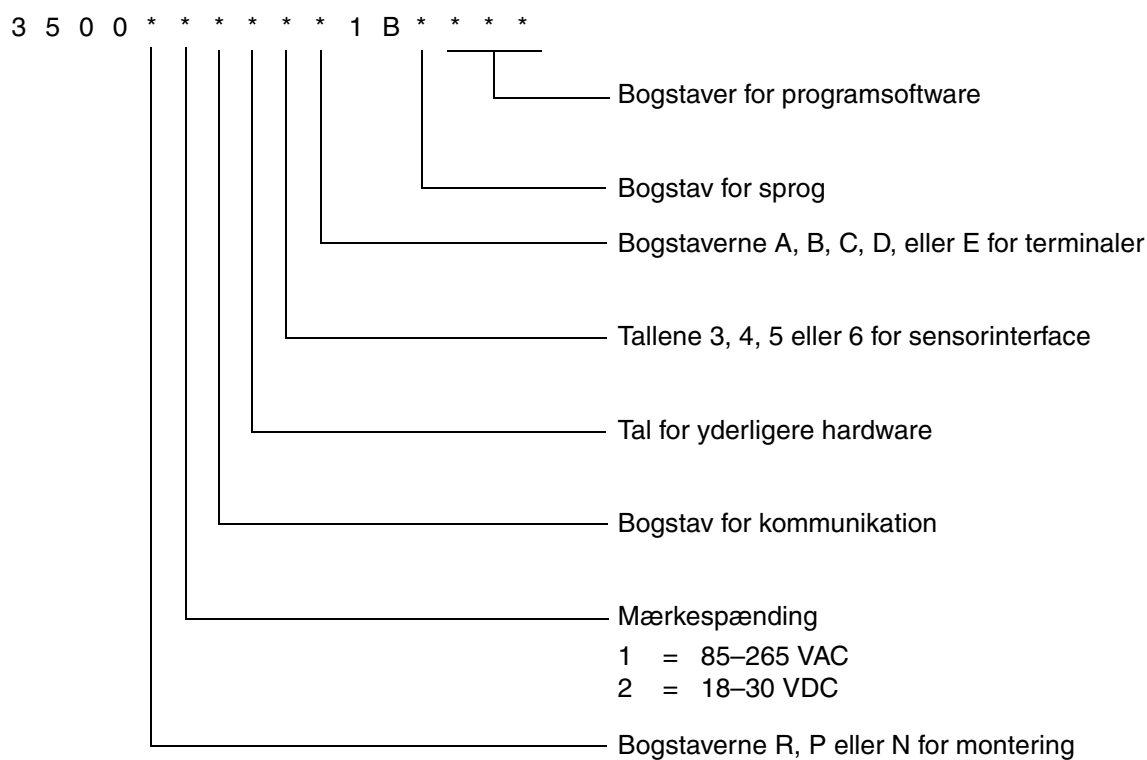 3 5 0 0 * * * * * * 1 B * * * *
Bogstaver for programsoftware
Bogstav for sprog
Bogstaverne A, B, C, D, eller E for terminaler
Tallene 3, 4, 5 eller 6 for sensorinterface
Tal for yderligere hardware
Bogstav for kommunikation
Mærkespænding
1 = 85–265 VAC
2 = 18–30 VDC
Bogstaverne R, P eller N for montering